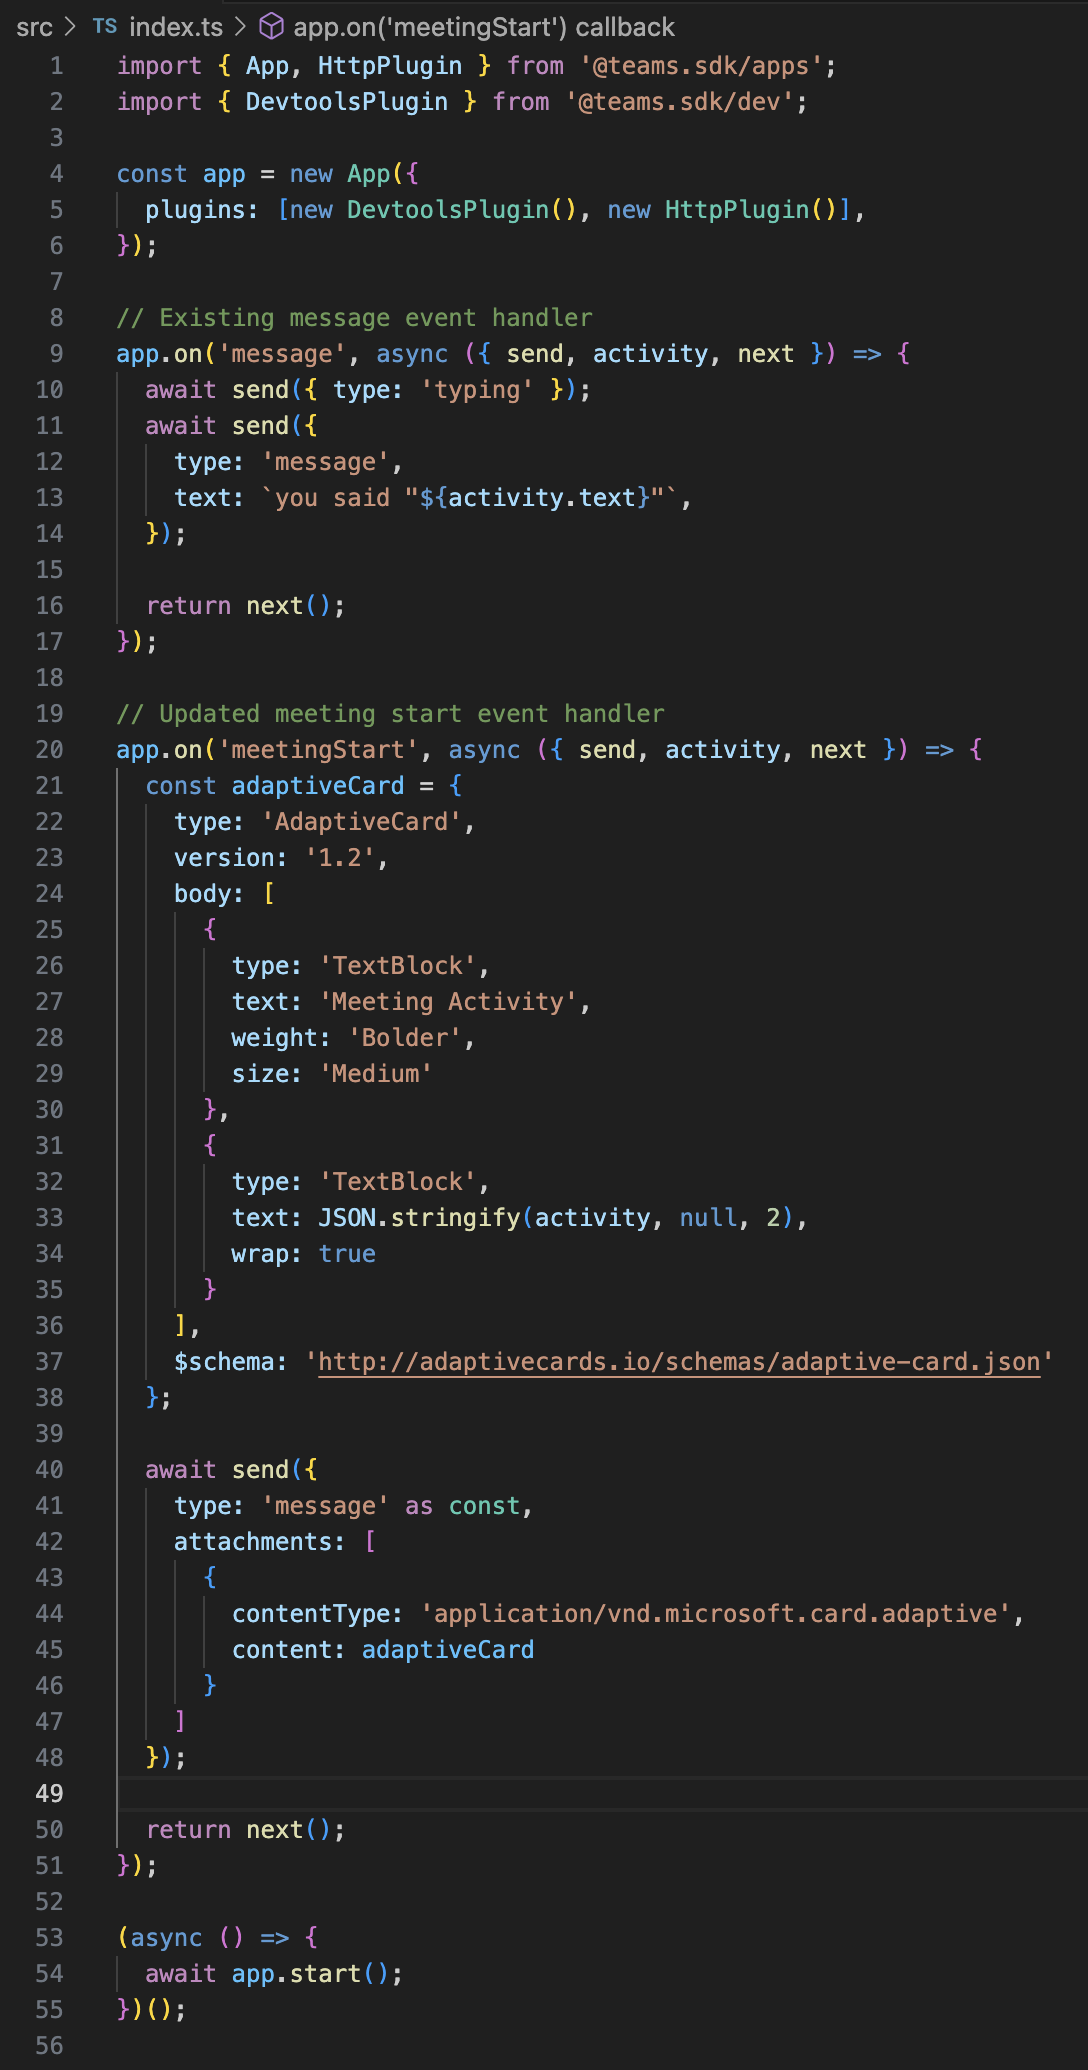 src > TS index.ts > app.on('meetingStart') callback
1 import { App, HttpPlugin } from '@teams.sdk/apps';
2 import { DevtoolsPlugin } from '@teams.sdk/dev';
3
4 const app = new App({
5   plugins: [new DevtoolsPlugin(), new HttpPlugin()],
6 });
7
8 // Existing message event handler
9 app.on('message', async ({ send, activity, next }) => {
10   await send({ type: 'typing' });
11   await send({
12     type: 'message',
13     text: `you said "${activity.text}"`,
14   });
15
16   return next();
17 });
18
19 // Updated meeting start event handler
20 app.on('meetingStart', async ({ send, activity, next }) => {
21   const adaptiveCard = {
22     type: 'AdaptiveCard',
23     version: '1.2',
24     body: [
25       {
26         type: 'TextBlock',
27         text: 'Meeting Activity',
28         weight: 'Bolder',
29         size: 'Medium'
30       },
31       {
32         type: 'TextBlock',
33         text: JSON.stringify(activity, null, 2),
34         wrap: true
35       }
36     ],
37     $schema: 'http://adaptivecards.io/schemas/adaptive-card.json'
38   };
39
40   await send({
41     type: 'message' as const,
42     attachments: [
43       {
44         contentType: 'application/vnd.microsoft.card.adaptive',
45         content: adaptiveCard
46       }
47     ]
48   });
49
50   return next();
51 });
52
53 (async () => {
54   await app.start();
55 })();
56